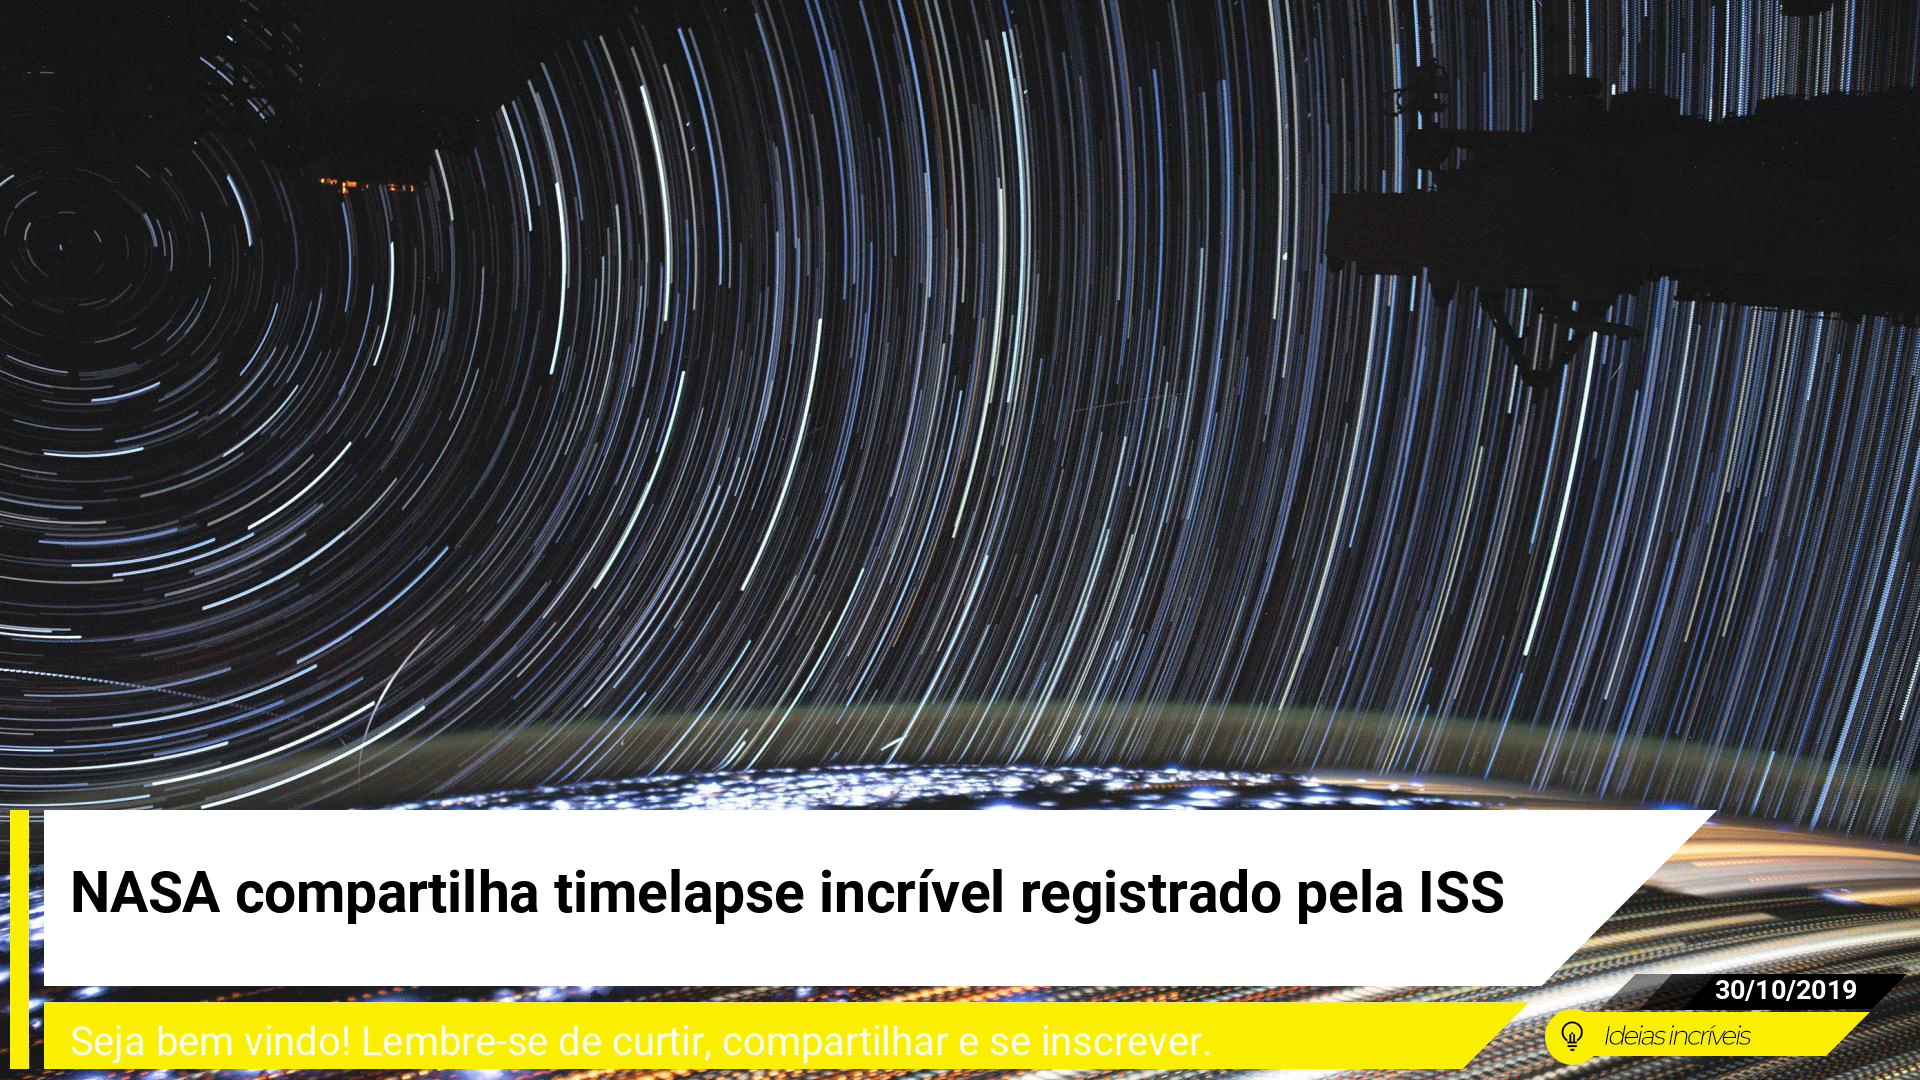 NASA compartilha timelapse incrível registrado pela ISS
30/10/2019
Seja bem vindo! Lembre-se de curtir, compartilhar e se inscrever.
Ideias incríveis